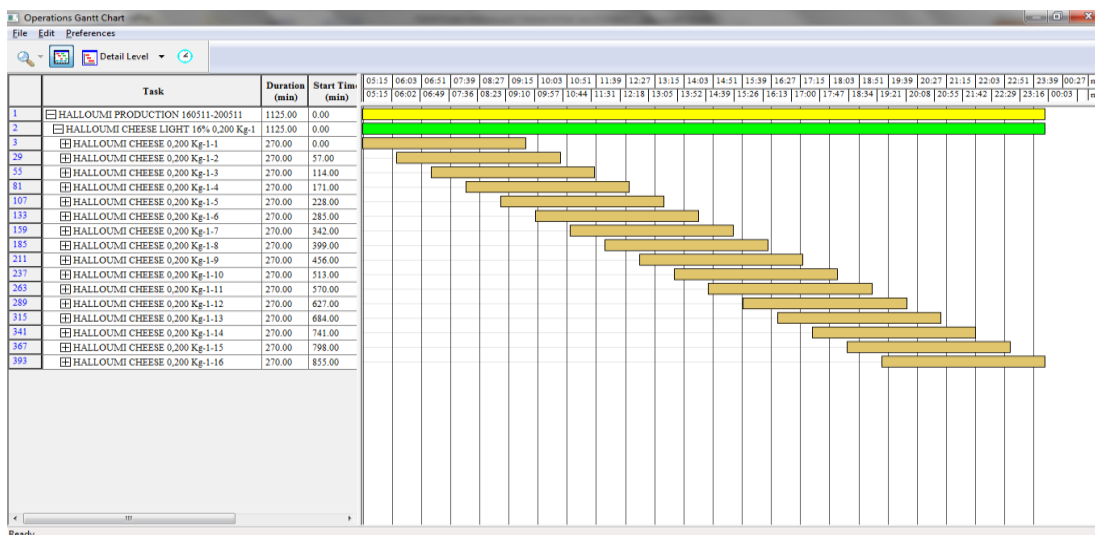 Operations Gantt Chart
File Edit Preferences
Detail Level
Task Duration (min) Start Time (min)
05:15 06:03 06:51 07:39 08:27 09:15 10:03 10:51 11:39 12:27 13:15 14:03 14:51 15:39 16:27 17:15 18:03 18:51 19:39 20:27 21:15 22:03 22:51 23:39 00:27
05:15 06:02 06:49 07:36 08:23 09:10 09:57 10:44 11:31 12:18 13:05 13:52 14:39 15:26 16:13 17:00 17:47 18:34 19:21 20:08 20:55 21:42 22:29 23:16 00:03
1 HALLOUMI PRODUCTION 160511-200511 1125.00 0.00
2 HALLOUMI CHEESE LIGHT 16% 0,200 Kg-1 1125.00 0.00
3 HALLOUMI CHEESE 0,200 Kg-1-1 270.00 0.00
29 HALLOUMI CHEESE 0,200 Kg-1-2 270.00 57.00
55 HALLOUMI CHEESE 0,200 Kg-1-3 270.00 114.00
81 HALLOUMI CHEESE 0,200 Kg-1-4 270.00 171.00
107 HALLOUMI CHEESE 0,200 Kg-1-5 270.00 228.00
133 HALLOUMI CHEESE 0,200 Kg-1-6 270.00 285.00
159 HALLOUMI CHEESE 0,200 Kg-1-7 270.00 342.00
185 HALLOUMI CHEESE 0,200 Kg-1-8 270.00 399.00
211 HALLOUMI CHEESE 0,200 Kg-1-9 270.00 456.00
237 HALLOUMI CHEESE 0,200 Kg-1-10 270.00 513.00
263 HALLOUMI CHEESE 0,200 Kg-1-11 270.00 570.00
289 HALLOUMI CHEESE 0,200 Kg-1-12 270.00 627.00
315 HALLOUMI CHEESE 0,200 Kg-1-13 270.00 684.00
341 HALLOUMI CHEESE 0,200 Kg-1-14 270.00 741.00
367 HALLOUMI CHEESE 0,200 Kg-1-15 270.00 798.00
393 HALLOUMI CHEESE 0,200 Kg-1-16 270.00 855.00
Ready